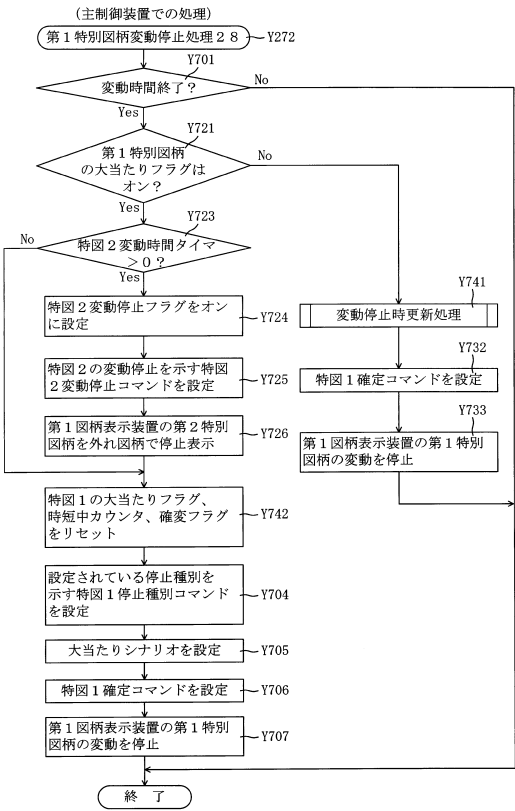 （主制御装置での処理）
第１特別図柄変動停止処理２８
Y272
Y701
変動時間終了？
No
Yes
Y721
第１特別図柄
の大当たりフラグは
オン？
No
Yes
Y723
特図２変動時間タイマ
＞０？
No
Yes
特図２変動停止フラグをオン
に設定
Y724
特図２の変動停止を示す特図
２変動停止コマンドを設定
Y725
第１図柄表示装置の第２特別
図柄を外れ図柄で停止表示
Y726
Y741
変動停止時更新処理
Y732
特図１確定コマンドを設定
Y733
第１図柄表示装置の第１特別
図柄の変動を停止
特図１の大当たりフラグ、
時短中カウンタ、確変フラグ
をリセット
Y742
設定されている停止種別を
示す特図１停止種別コマンド
を設定
Y704
大当たりシナリオを設定
Y705
特図１確定コマンドを設定
Y706
第１図柄表示装置の第１特別
図柄の変動を停止
Y707
終 了